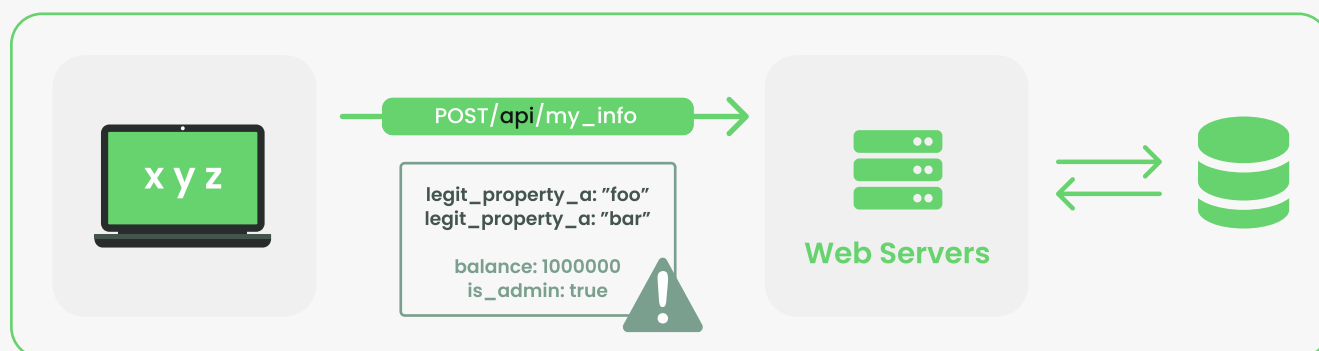 x y z
POST/api/my_info
legit_property_a: ”foo”
legit_property_a: ”bar”
balance: 1000000
is_admin: true
Web Servers